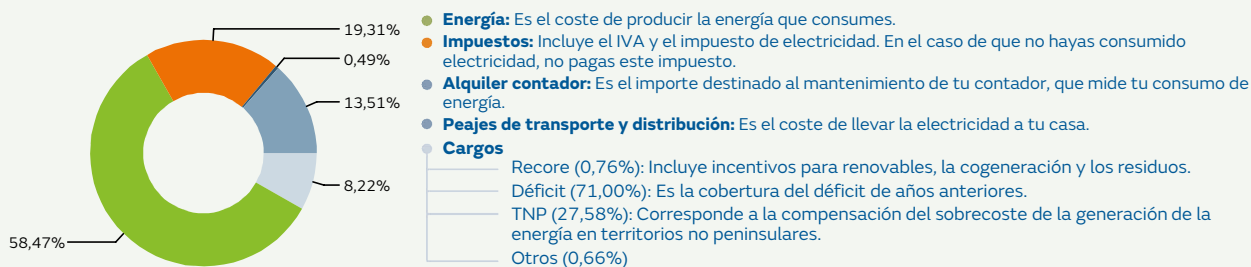 19,31%
0,49%
13,51%
8,22%
58,47%
Energía: Es el coste de producir la energía que consumes.
Impuestos: Incluye el IVA y el impuesto de electricidad. En el caso de que no hayas consumido
electricidad, no pagas este impuesto.
Alquiler contador: Es el importe destinado al mantenimiento de tu contador, que mide tu consumo de
energía.
Peajes de transporte y distribución: Es el coste de llevar la electricidad a tu casa.
Cargos
Recore (0,76%): Incluye incentivos para renovables, la cogeneración y los residuos.
Déficit (71,00%): Es la cobertura del déficit de años anteriores.
TNP (27,58%): Corresponde a la compensación del sobrecoste de la generación de la
energía en territorios no peninsulares.
Otros (0,66%)